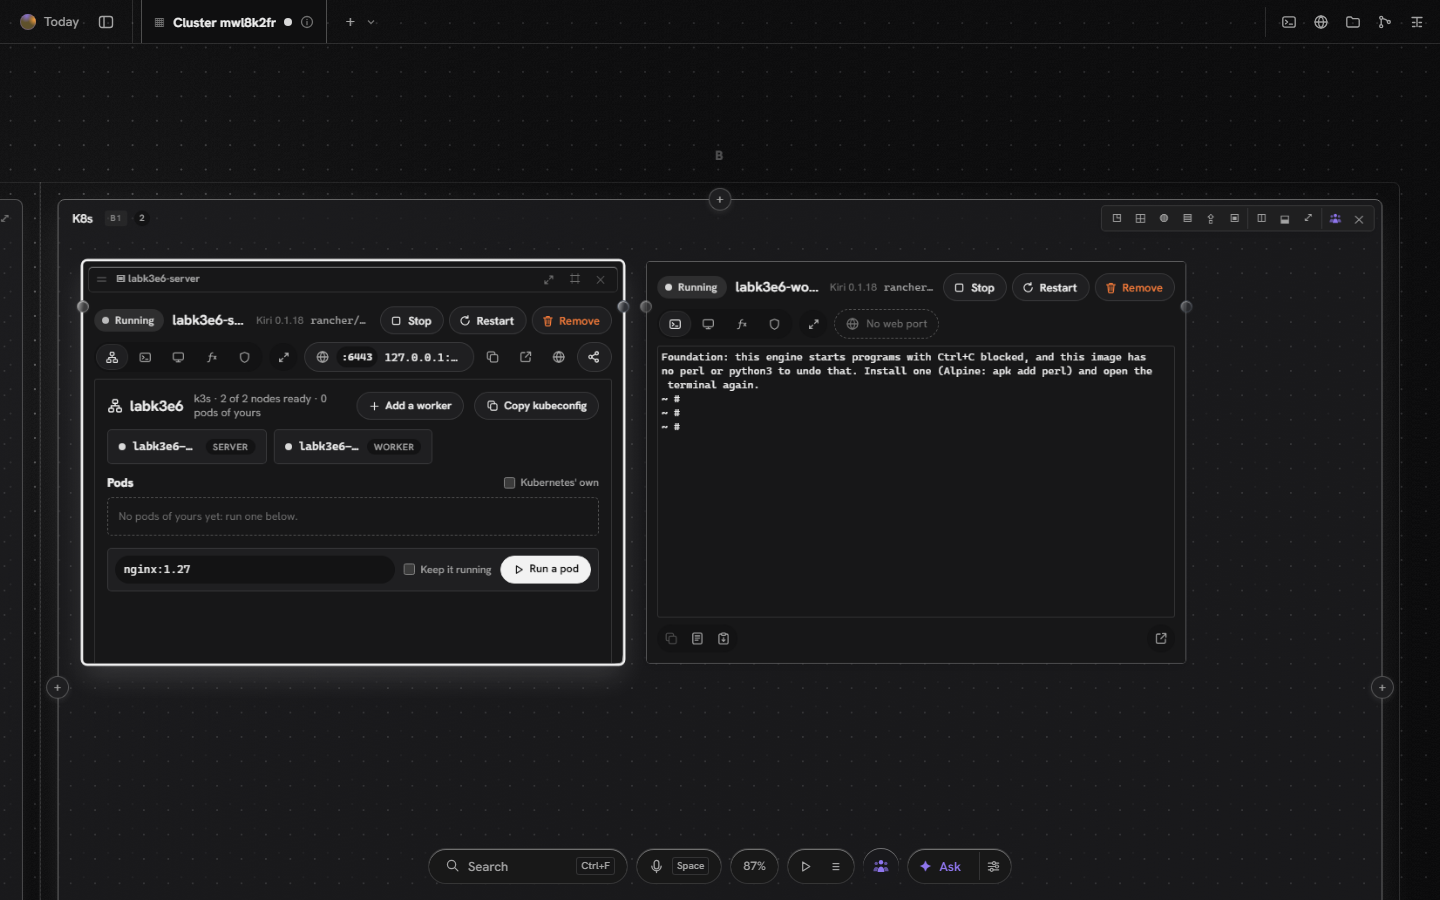 Today
Cluster mwl8k2fr
B
K8s B1 2
labk3e6-server
Running labk3e6-s... Kiri 0.1.18 rancher/... Stop Restart Remove
:6443 127.0.0.1:...
labk3e6 k3s · 2 of 2 nodes ready · 0
pods of yours
Add a worker Copy kubeconfig
labk3e6-... SERVER labk3e6-... WORKER
Pods Kubernetes' own
No pods of yours yet: run one below.
nginx:1.27 Keep it running Run a pod
Running labk3e6-wo... Kiri 0.1.18 rancher... Stop Restart Remove
No web port
Foundation: this engine starts programs with Ctrl+C blocked, and this image has
no perl or python3 to undo that. Install one (Alpine: apk add perl) and open the
terminal again.
~ #
~ #
~ #
Search Ctrl+F Space 87% Ask